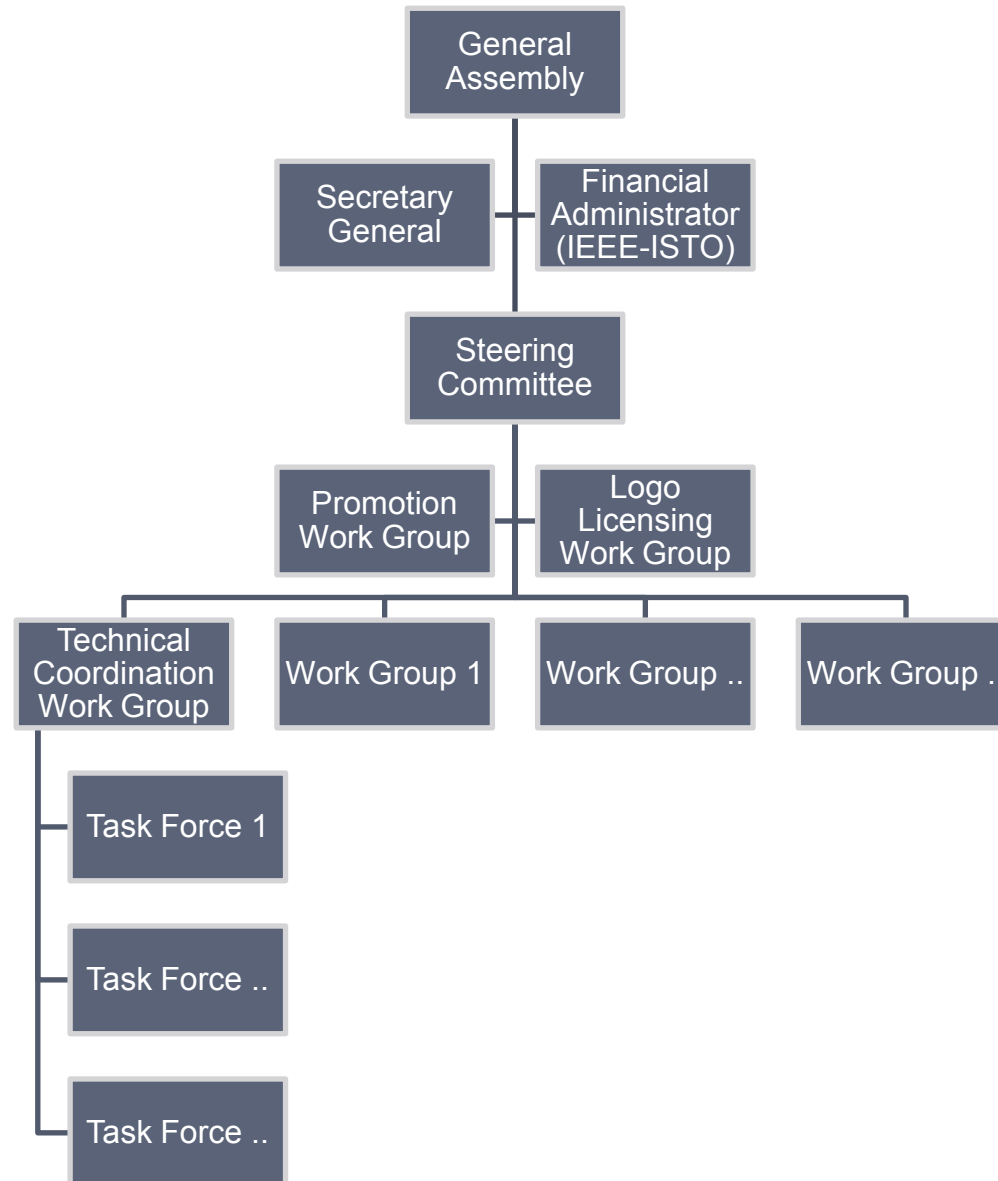 General
Assembly
Secretary
General
Financial
Administrator
(IEEE-ISTO)
Steering
Committee
Promotion
Work Group
Logo
Licensing
Work Group
Technical
Coordination
Work Group
Work Group 1
Work Group ..
Work Group .
Task Force 1
Task Force ..
Task Force ..